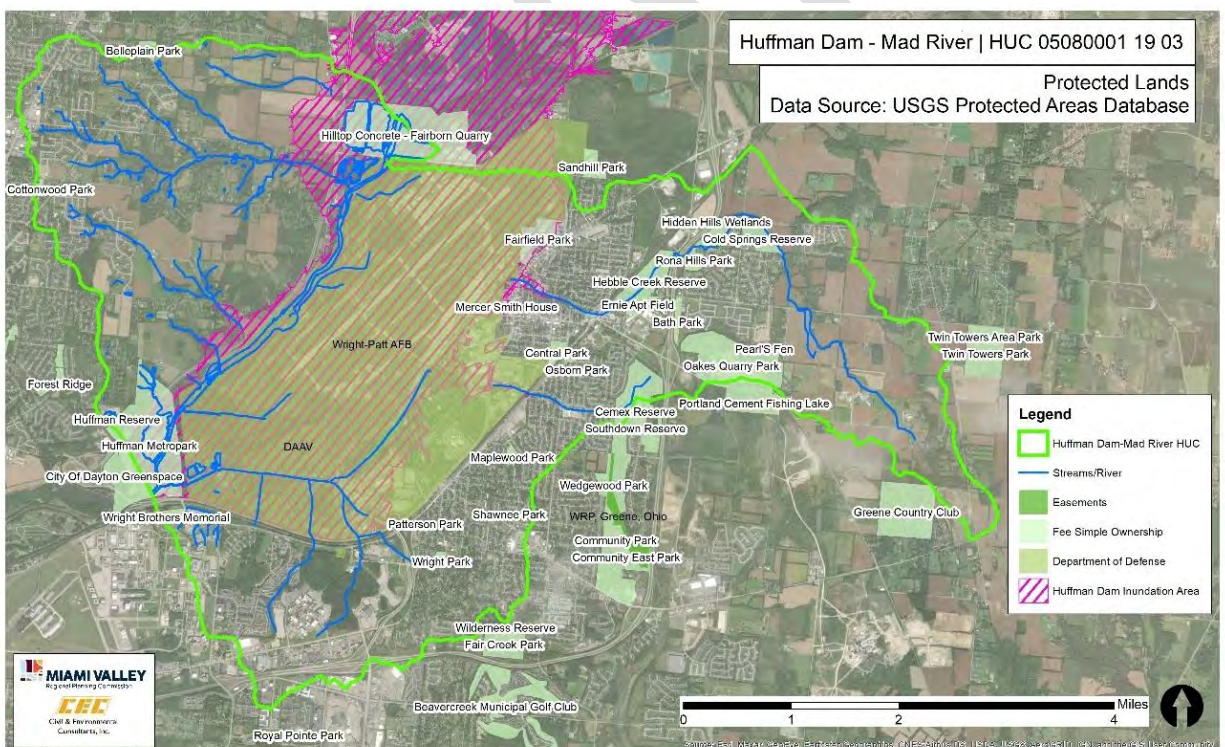 Huffman Dam - Mad River | HUC 05080001 19 03
Protected Lands
Data Source: USGS Protected Areas Database
Belleplain Park
Hilltop Concrete - Fairborn Quarry
Sandhill Park
Cottonwood Park
Hidden Hills Wetlands
Cold Springs Reserve
Fairfield Park
Rona Hills Park
Hebble Creek Reserve
Mercer Smith House
Ernie Apt Field
Bath Park
Wright-Patt AFB
Twin Towers Area Park
Twin Towers Park
Central Park
Pearl'S Fen
Osborn Park
Oakes Quarry Park
Forest Ridge
Portland Cement Fishing Lake
Cemex Reserve
Huffman Reserve
Southdown Reserve
Huffman Metropark
DAAV
Maplewood Park
City Of Dayton Greenspace
Wedgewood Park
Wright Brothers Memorial
Shawnee Park
WRP, Greene, Ohio
Greene Country Club
Patterson Park
Community Park
Wright Park
Community East Park
Wilderness Reserve
Fair Creek Park
Beavercreek Municipal Golf Club
Royal Pointe Park
Legend
Huffman Dam-Mad River HUC
Streams/River
Easements
Fee Simple Ownership
Department of Defense
Huffman Dam Inundation Area
MIAMI VALLEY
Regional Planning Commission
CEC
Civil & Environmental
Consultants, Inc.
Miles
0 1 2 4